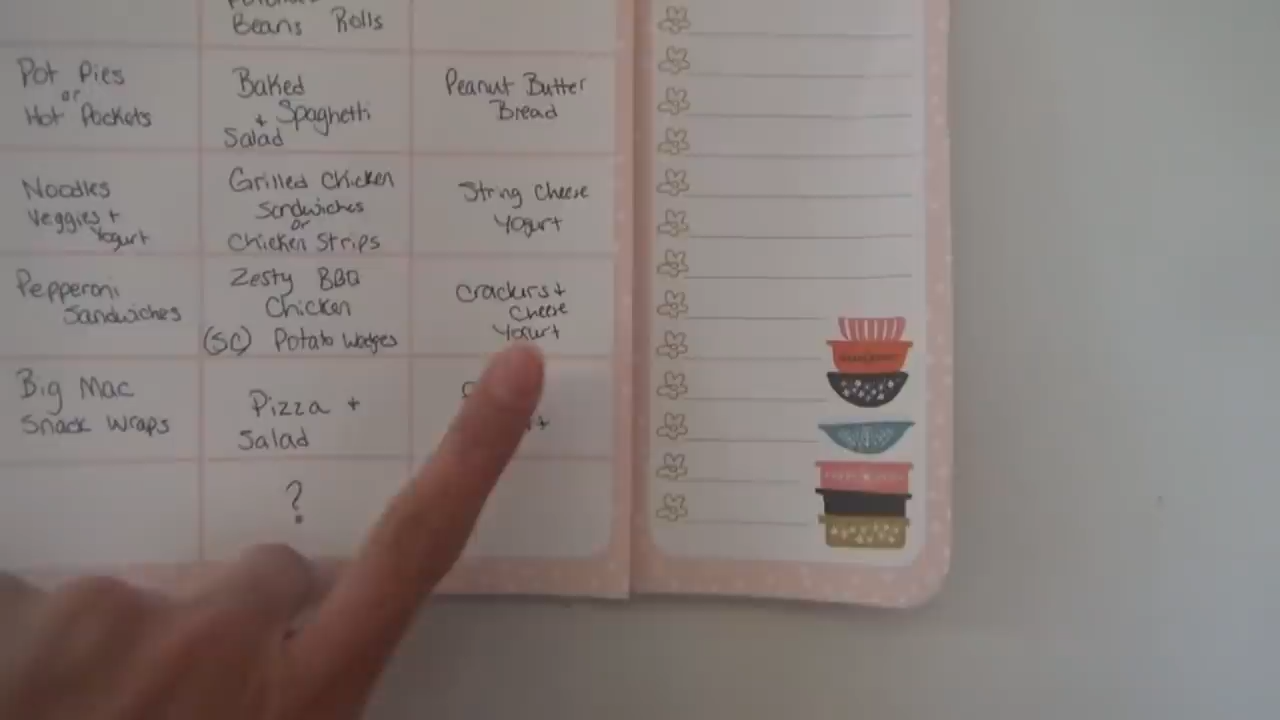 Beans Rolls
Pot Pies
or
Hot Pockets
Baked
+ Spaghetti
Salad
Peanut Butter
Bread
Noodles
Veggies +
Yogurt
Grilled Chicken
Sandwiches
or
Chicken Strips
String Cheese
Yogurt
Pepperoni
Sandwiches
Zesty BBQ
Chicken
(SC) Potato Wedges
Crackers +
Cheese
Yogurt
Big Mac
Snack Wraps
Pizza +
Salad
?